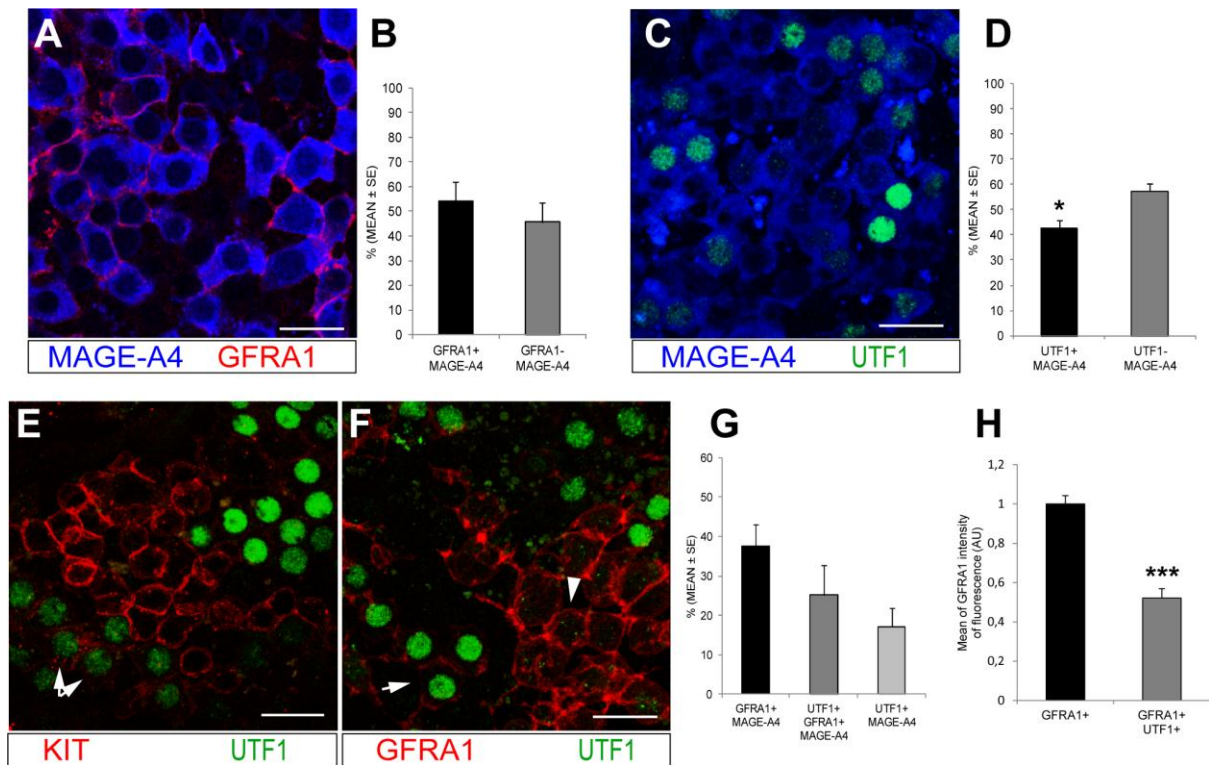 A
MAGE-A4 GFRA1
B
% (MEAN ± SE)
100
90
80
70
60
50
40
30
20
10
0
GFRA1+
MAGE-A4
GFRA1-
MAGE-A4
C
MAGE-A4 UTF1
D
% (MEAN ± SE)
100
90
80
70
60
50
40
30
20
10
0
*
UTF1+
MAGE-A4
UTF1-
MAGE-A4
E
KIT UTF1
F
GFRA1 UTF1
G
% (MEAN ± SE)
60
50
40
30
20
10
0
GFRA1+
MAGE-A4
UTF1+
GFRA1+
MAGE-A4
UTF1+
MAGE-A4
H
Mean of GFRA1 intensity
of fluorescence (AU)
1,2
1
0,8
0,6
0,4
0,2
0
***
GFRA1+
GFRA1+
UTF1+